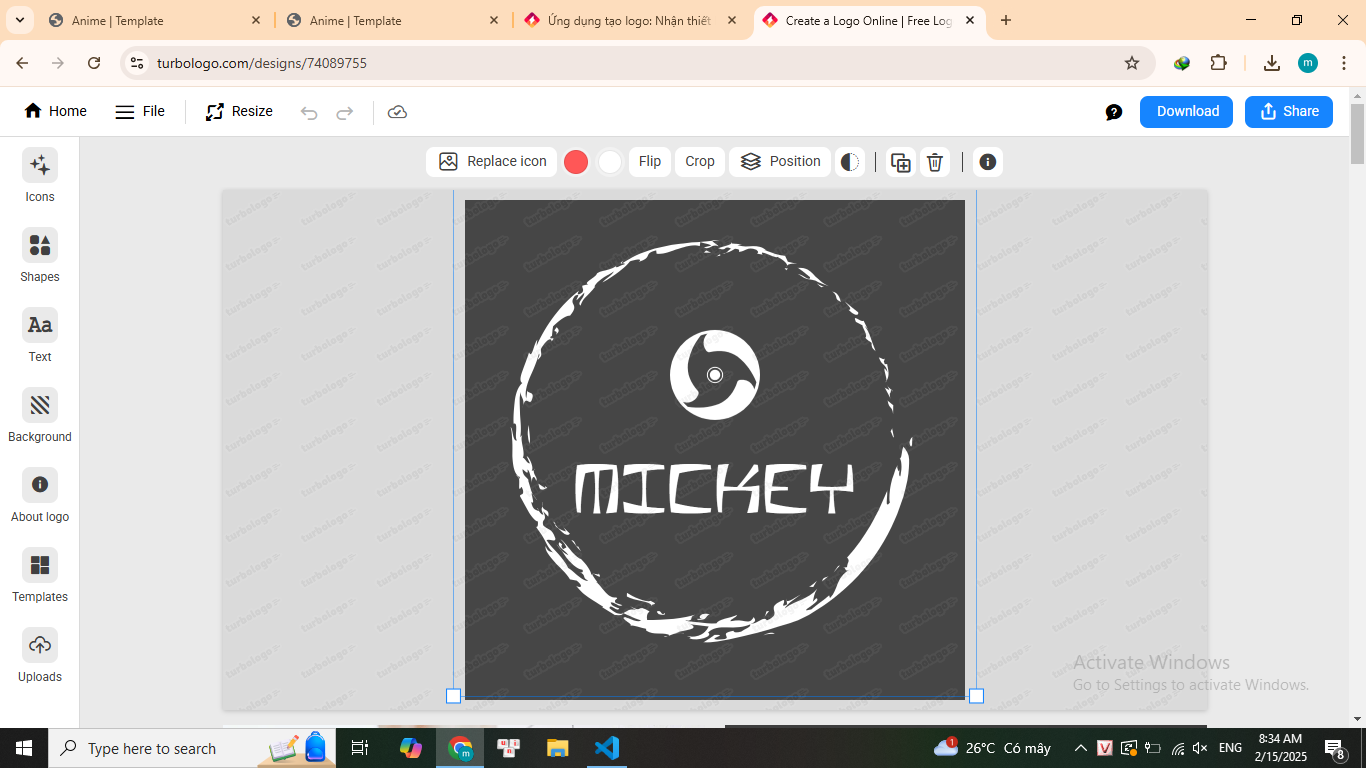 Anime | Template
Anime | Template
Ứng dụng tạo logo: Nhận thiết
Create a Logo Online | Free Log
turbologo.com/designs/74089755
m
Home
File
Resize
Download
Share
Replace icon
Flip
Crop
Position
Icons
Shapes
Aa
Text
Background
About logo
Templates
Uploads
turbologo
MICKEY
Activate Windows
Go to Settings to activate Windows.
Type here to search
m
1
26°C Có mây
V
ENG
8:34 AM
2/15/2025
8